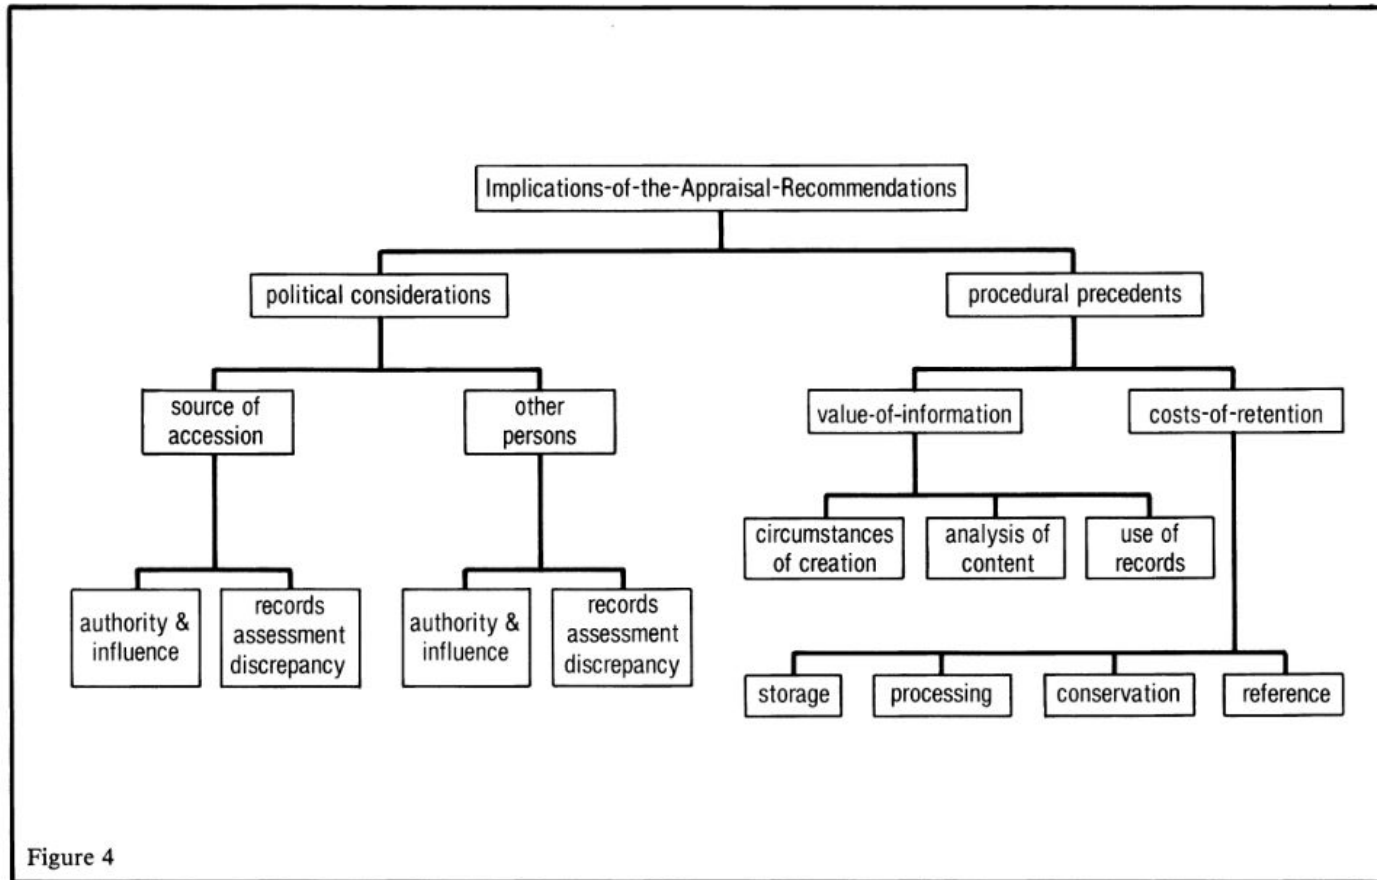 Implications-of-the-Appraisal-Recommendations
political considerations
procedural precedents
source of
accession
other
persons
value-of-information
costs-of-retention
circumstances
of creation
analysis of
content
use of
records
authority &
influence
records
assessment
discrepancy
authority &
influence
records
assessment
discrepancy
storage
processing
conservation
reference
Figure 4